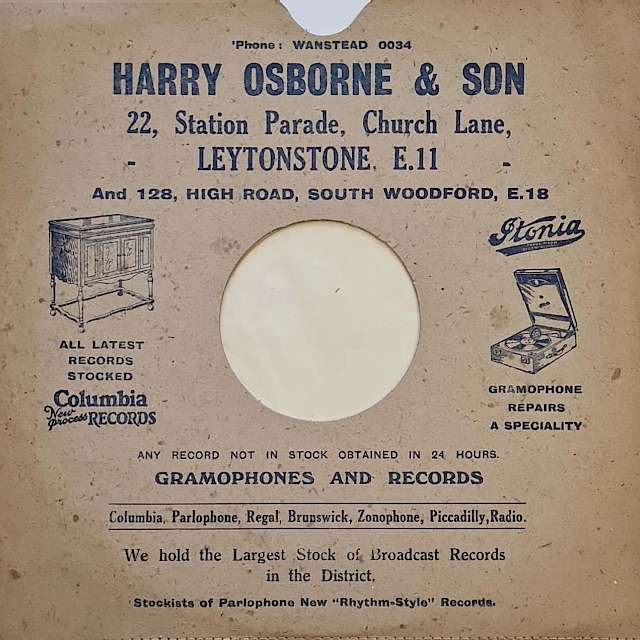 'Phone: WANSTEAD 0034
HARRY OSBORNE & SON
22, Station Parade, Church Lane,
- LEYTONSTONE, E.11 -
And 128, HIGH ROAD, SOUTH WOODFORD, E.18
Itonia
ALL LATEST
RECORDS
STOCKED
Columbia
New process RECORDS
GRAMOPHONE
REPAIRS
A SPECIALITY
ANY RECORD NOT IN STOCK OBTAINED IN 24 HOURS.
GRAMOPHONES AND RECORDS
Columbia, Parlophone, Regal, Brunswick, Zonophone, Piccadilly, Radio.
We hold the Largest Stock of Broadcast Records
in the District.
Stockists of Parlophone New "Rhythm-Style" Records.